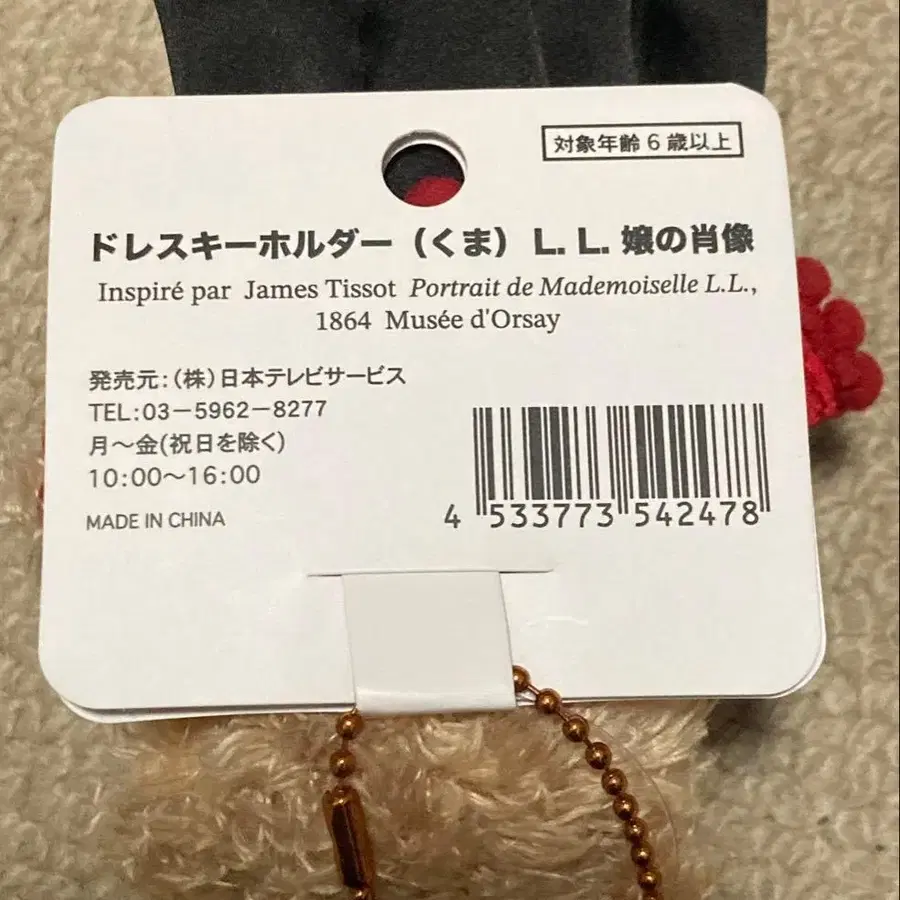 対象年齢6歳以上
ドレスキーホルダー（くま）L.L.嬢の肖像
Inspiré par James Tissot Portrait de Mademoiselle L.L.,
1864 Musée d'Orsay
発売元:(株)日本テレビサービス
TEL:03−5962−8277
月〜金(祝日を除く)
10:00〜16:00
MADE IN CHINA
4 533773 542478